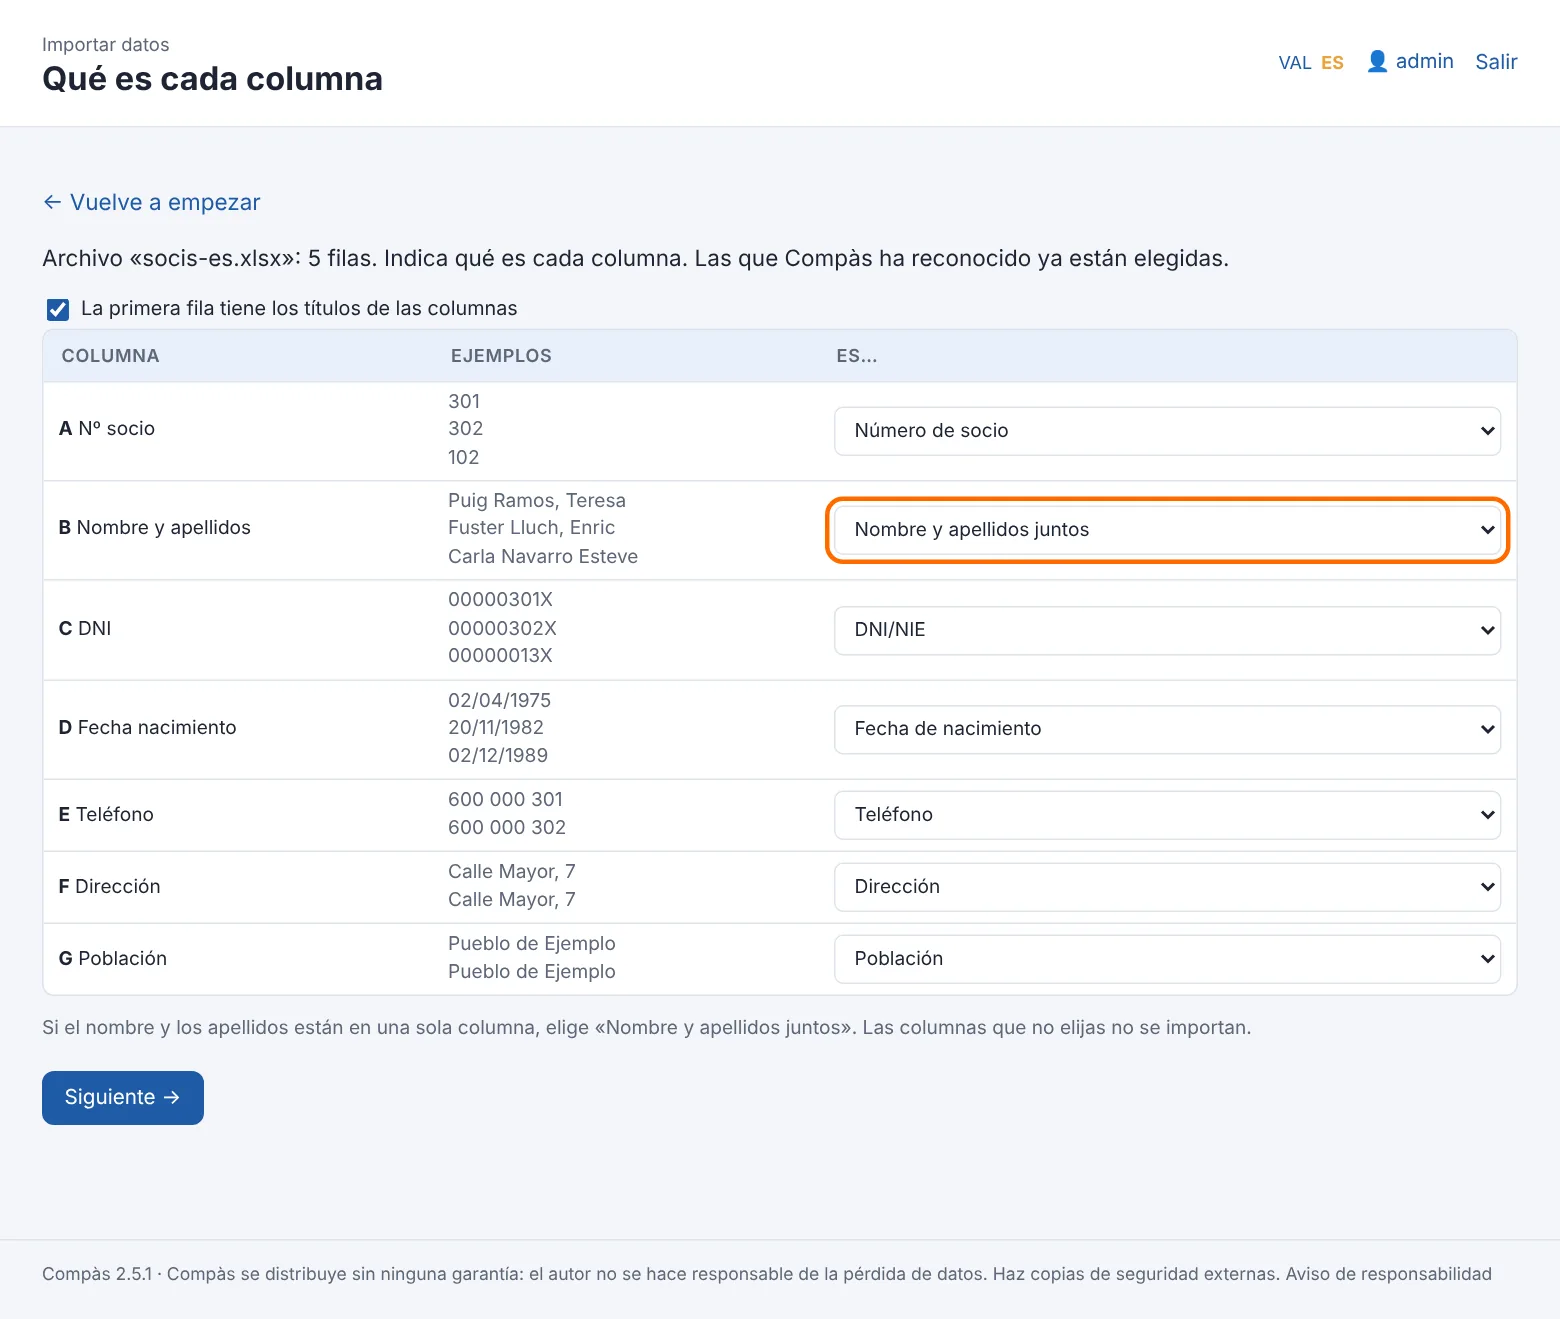 Importar datos
Qué es cada columna
VAL ES admin Salir
← Vuelve a empezar
Archivo «socis-es.xlsx»: 5 filas. Indica qué es cada columna. Las que Compàs ha reconocido ya están elegidas.
La primera fila tiene los títulos de las columnas
COLUMNA EJEMPLOS ES...
A Nº socio
301
302
102
Número de socio
B Nombre y apellidos
Puig Ramos, Teresa
Fuster Lluch, Enric
Carla Navarro Esteve
Nombre y apellidos juntos
C DNI
00000301X
00000302X
00000013X
DNI/NIE
D Fecha nacimiento
02/04/1975
20/11/1982
02/12/1989
Fecha de nacimiento
E Teléfono
600 000 301
600 000 302
Teléfono
F Dirección
Calle Mayor, 7
Calle Mayor, 7
Dirección
G Población
Pueblo de Ejemplo
Pueblo de Ejemplo
Población
Si el nombre y los apellidos están en una sola columna, elige «Nombre y apellidos juntos». Las columnas que no elijas no se importan.
Siguiente →
Compàs 2.5.1 · Compàs se distribuye sin ninguna garantía: el autor no se hace responsable de la pérdida de datos. Haz copias de seguridad externas. Aviso de responsabilidad